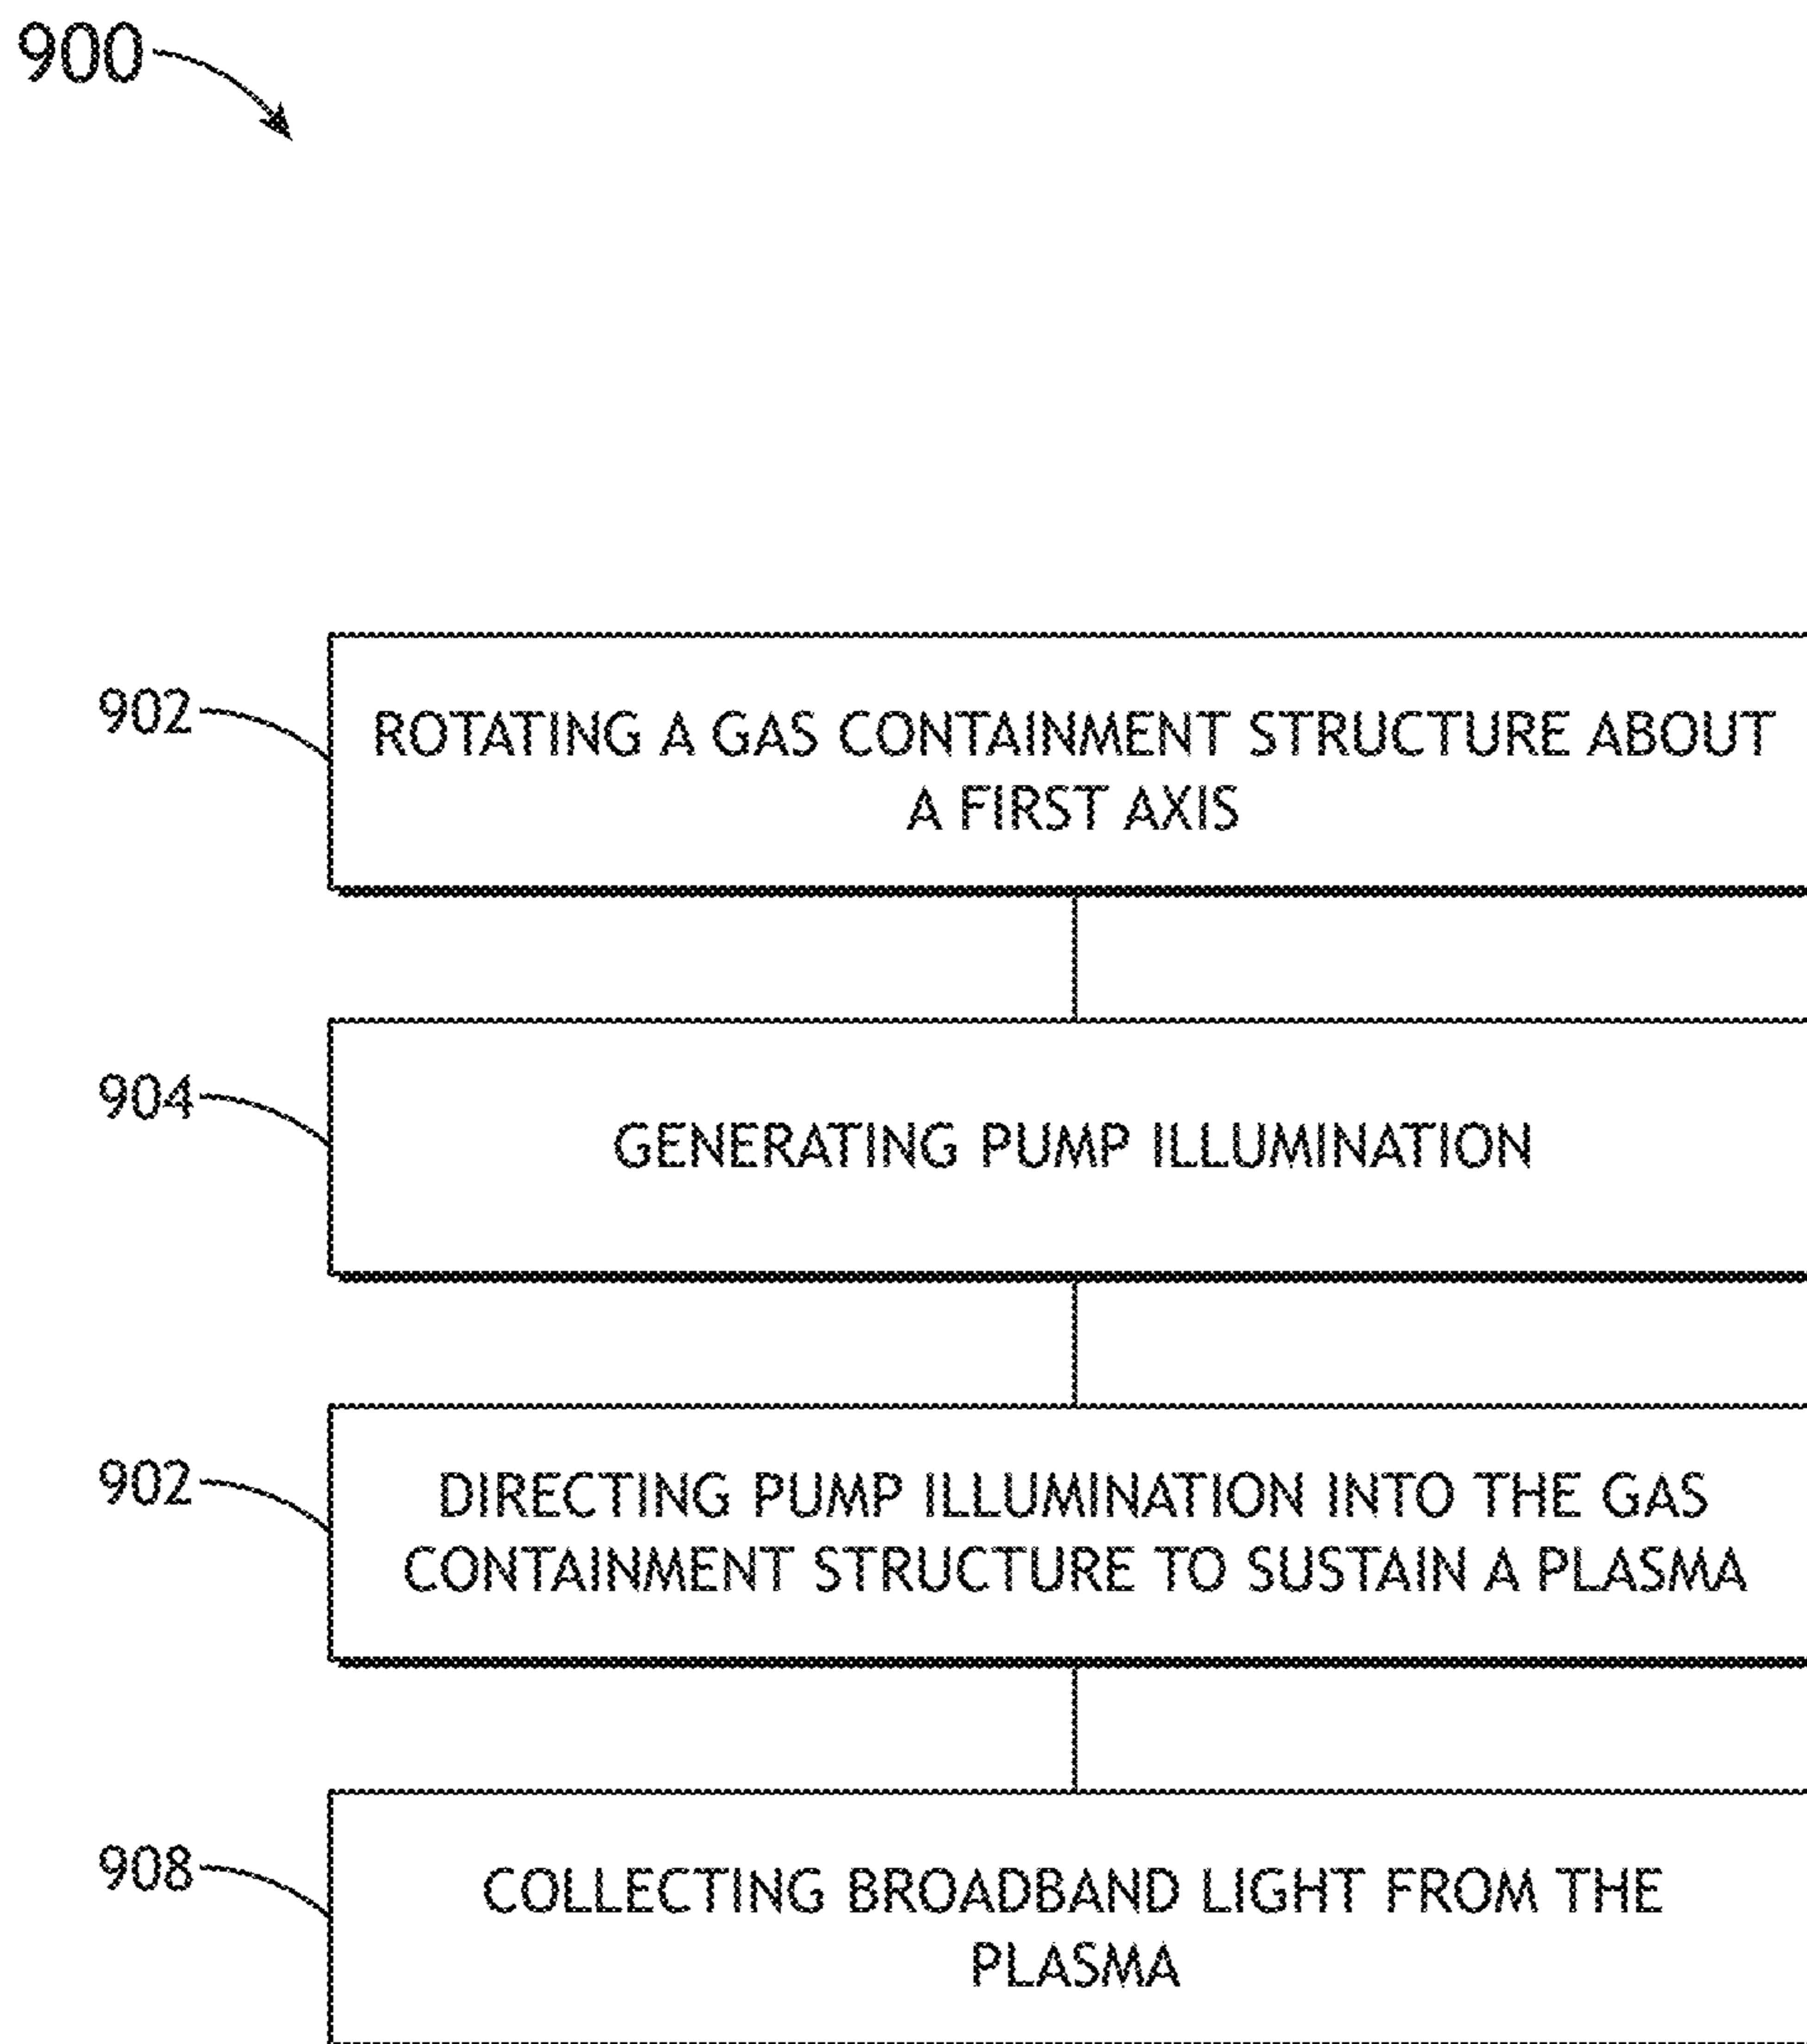 900
902
ROTATING A GAS CONTAINMENT STRUCTURE ABOUT
A FIRST AXIS
904
GENERATING PUMP ILLUMINATION
902
DIRECTING PUMP ILLUMINATION INTO THE GAS
CONTAINMENT STRUCTURE TO SUSTAIN A PLASMA
908
COLLECTING BROADBAND LIGHT FROM THE
PLASMA